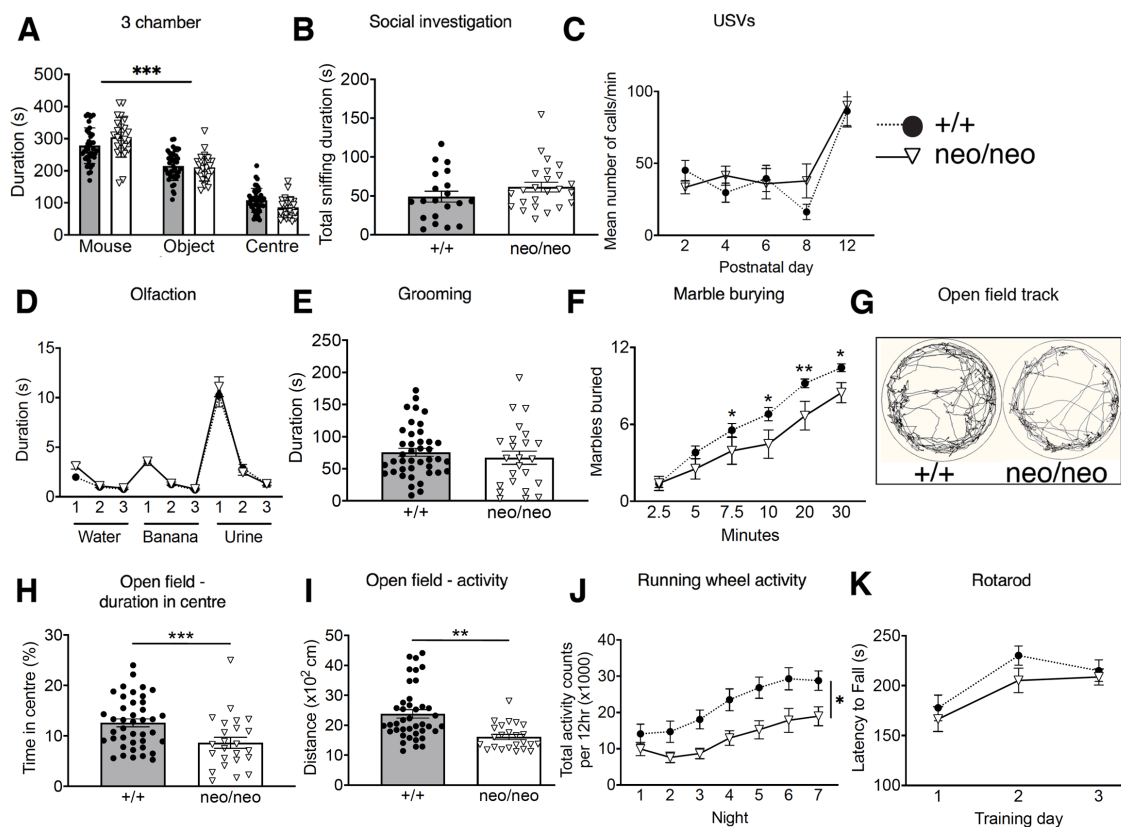 A
3 chamber
***
Duration (s)
500
400
300
200
100
0
Mouse Object Centre
B
Social investigation
Total sniffing duration (s)
200
150
100
50
0
+/+ neo/neo
C
USVs
Mean number of calls/min
100
50
0
2 4 6 8 12
Postnatal day
+/+
neo/neo
D
Olfaction
Duration (s)
15
10
5
0
1 2 3 1 2 3 1 2 3
Water Banana Urine
E
Grooming
Duration (s)
250
200
150
100
50
0
+/+ neo/neo
F
Marble burying
Marbles buried
12
6
0
* * ** *
2.5 5 7.5 10 20 30
Minutes
G
Open field track
+/+ neo/neo
H
Open field -
duration in centre
***
Time in centre (%)
30
20
10
0
+/+ neo/neo
I
Open field - activity
**
Distance (x10² cm)
50
40
30
20
10
0
+/+ neo/neo
J
Running wheel activity
Total activity counts
per 12hr (x1000)
40
30
20
10
0
*
1 2 3 4 5 6 7
Night
K
Rotarod
Latency to Fall (s)
250
200
150
100
1 2 3
Training day